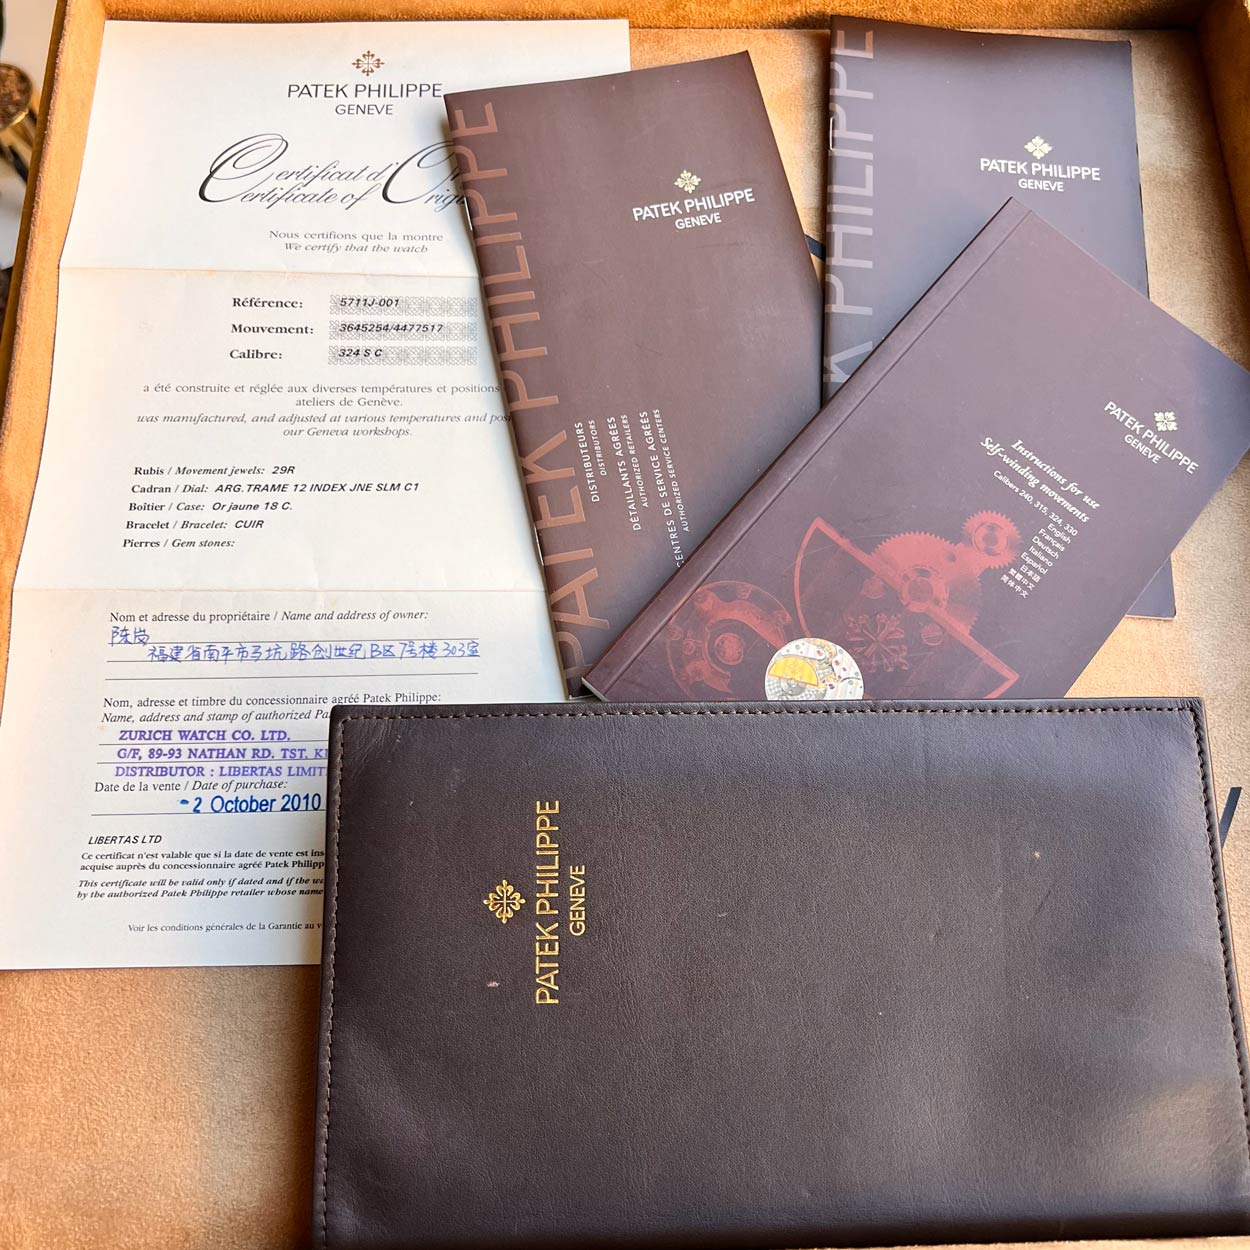 PATEK PHILIPPE
GENEVE
Certificat d'
Certificate of
Nous certifions que la montre
We certify that the watch
Référence: 5711J-001
Mouvement: 3645254/4477517
Calibre: 324 S C
a été construite et réglée aux diverses températures et positions
ateliers de Genève.
was manufactured, and adjusted at various temperatures and
our Geneva workshops.
Rubis / Movement jewels: 29R
Cadran / Dial: ARG.TRAME 12 INDEX JNE SLM C1
Boîtier / Case: Or jaune 18 C.
Bracelet / Bracelet: CUIR
Pierres / Gem stones:
Nom et adresse du propriétaire / Name and address of owner:
福建省南平市马坑路创世纪B区7号楼303室
Nom, adresse et timbre du concessionnaire agréé Patek Philippe:
Name, address and stamp of authorized
ZURICH WATCH CO. LTD.
G/F, 89-93 NATHAN RD. TST,
DISTRIBUTOR : LIBERTAS
Date de la vente / Date of purchase:
-2 October 2010
LIBERTAS LTD
Ce certificat n'est valable que si la date de vente est
acquise auprès du concessionnaire agréé Patek
This certificate will be valid only if dated and if the
by the authorized Patek Philippe retailer whose name
Voir les conditions générales de la Garantie au
PATEK PHILIPPE
PATEK PHILIPPE
GENEVE
DISTRIBUTEURS
DISTRIBUTORS
DÉTAILLANTS AGRÉÉS
AUTHORIZED RETAILERS
CENTRES DE SERVICE AGRÉÉS
AUTHORIZED SERVICE CENTERS
K PHILIPPE
PATEK PHILIPPE
GENEVE
PATEK PHILIPPE
GENEVE
Instructions for use
Self-winding movements
Calibers 240, 315, 324, 330
English
Français
Deutsch
Italiano
Español
日本語
繁體中文
简体中文
PATEK PHILIPPE
GENEVE